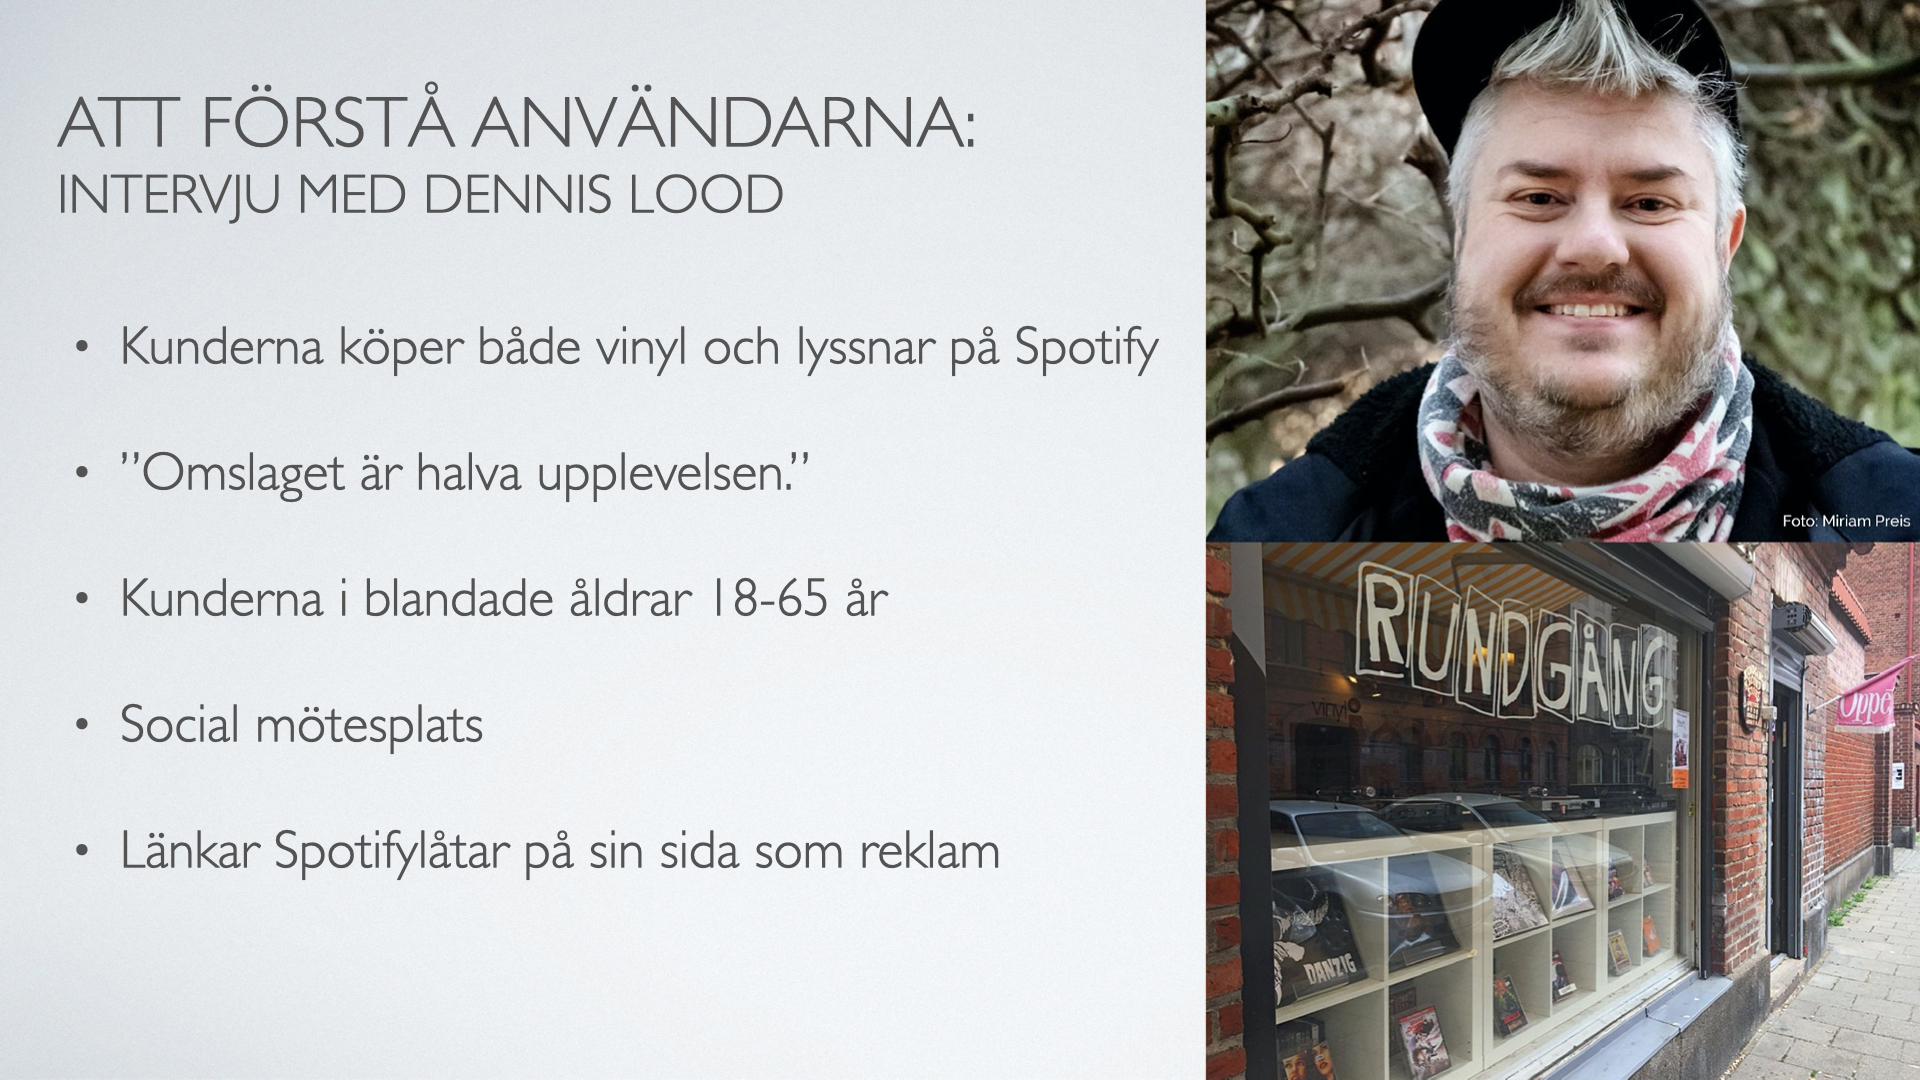 ATT FÖRSTÅ ANVÄNDARNA:
INTERVJU MED DENNIS LOOD
• Kunderna köper både vinyl och lyssnar på Spotify
• ”Omslaget är halva upplevelsen.”
• Kunderna i blandade åldrar 18-65 år
• Social mötesplats
• Länkar Spotifylåtar på sin sida som reklam
Foto: Miriam Preis
RUNDGÅNG
Öppe
DANZIG